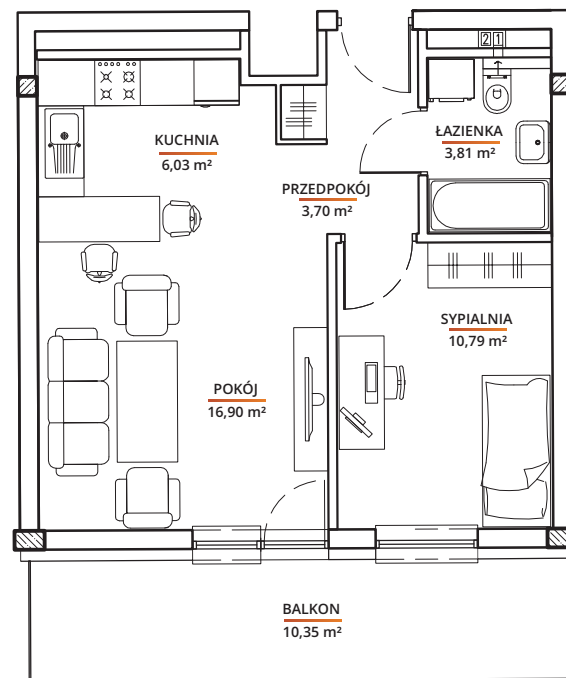 2 1
KUCHNIA
6,03 m²
ŁAZIENKA
3,81 m²
PRZEDPOKÓJ
3,70 m²
SYPIALNIA
10,79 m²
POKÓJ
16,90 m²
BALKON
10,35 m²